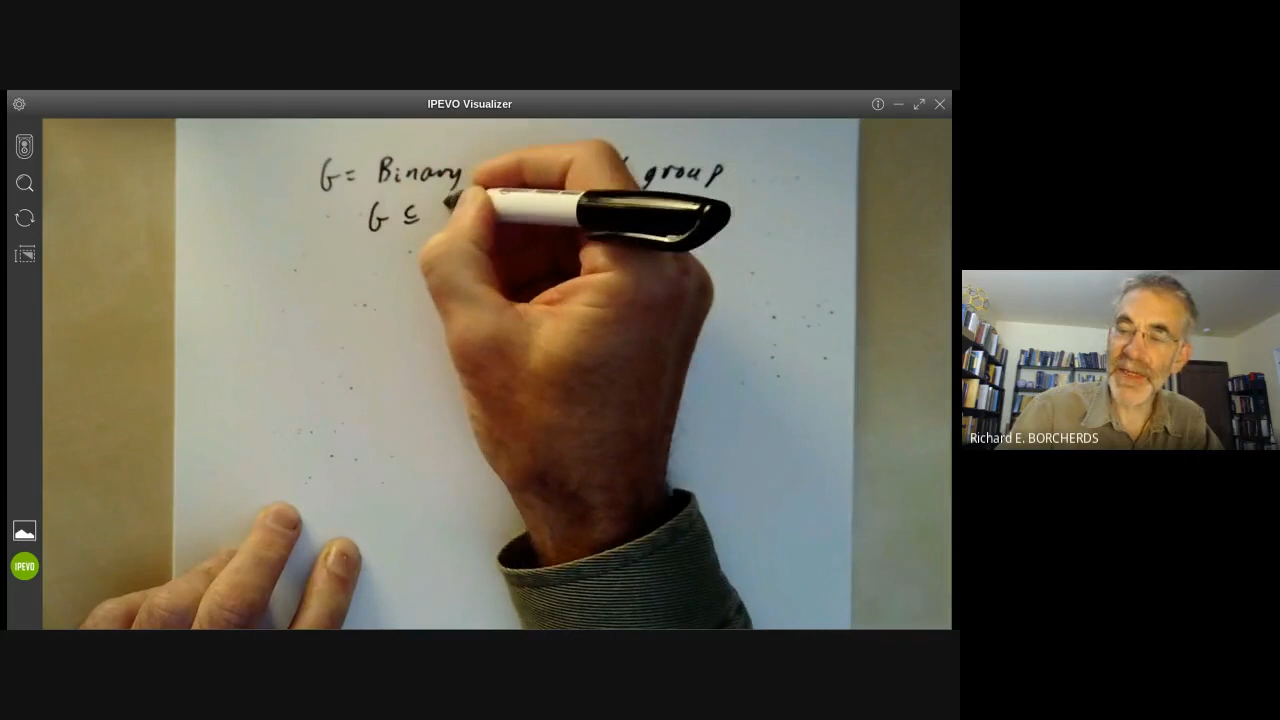 IPEVO Visualizer
G = Binary group
G ⊆
IPEVO
Richard E. BORCHERDS